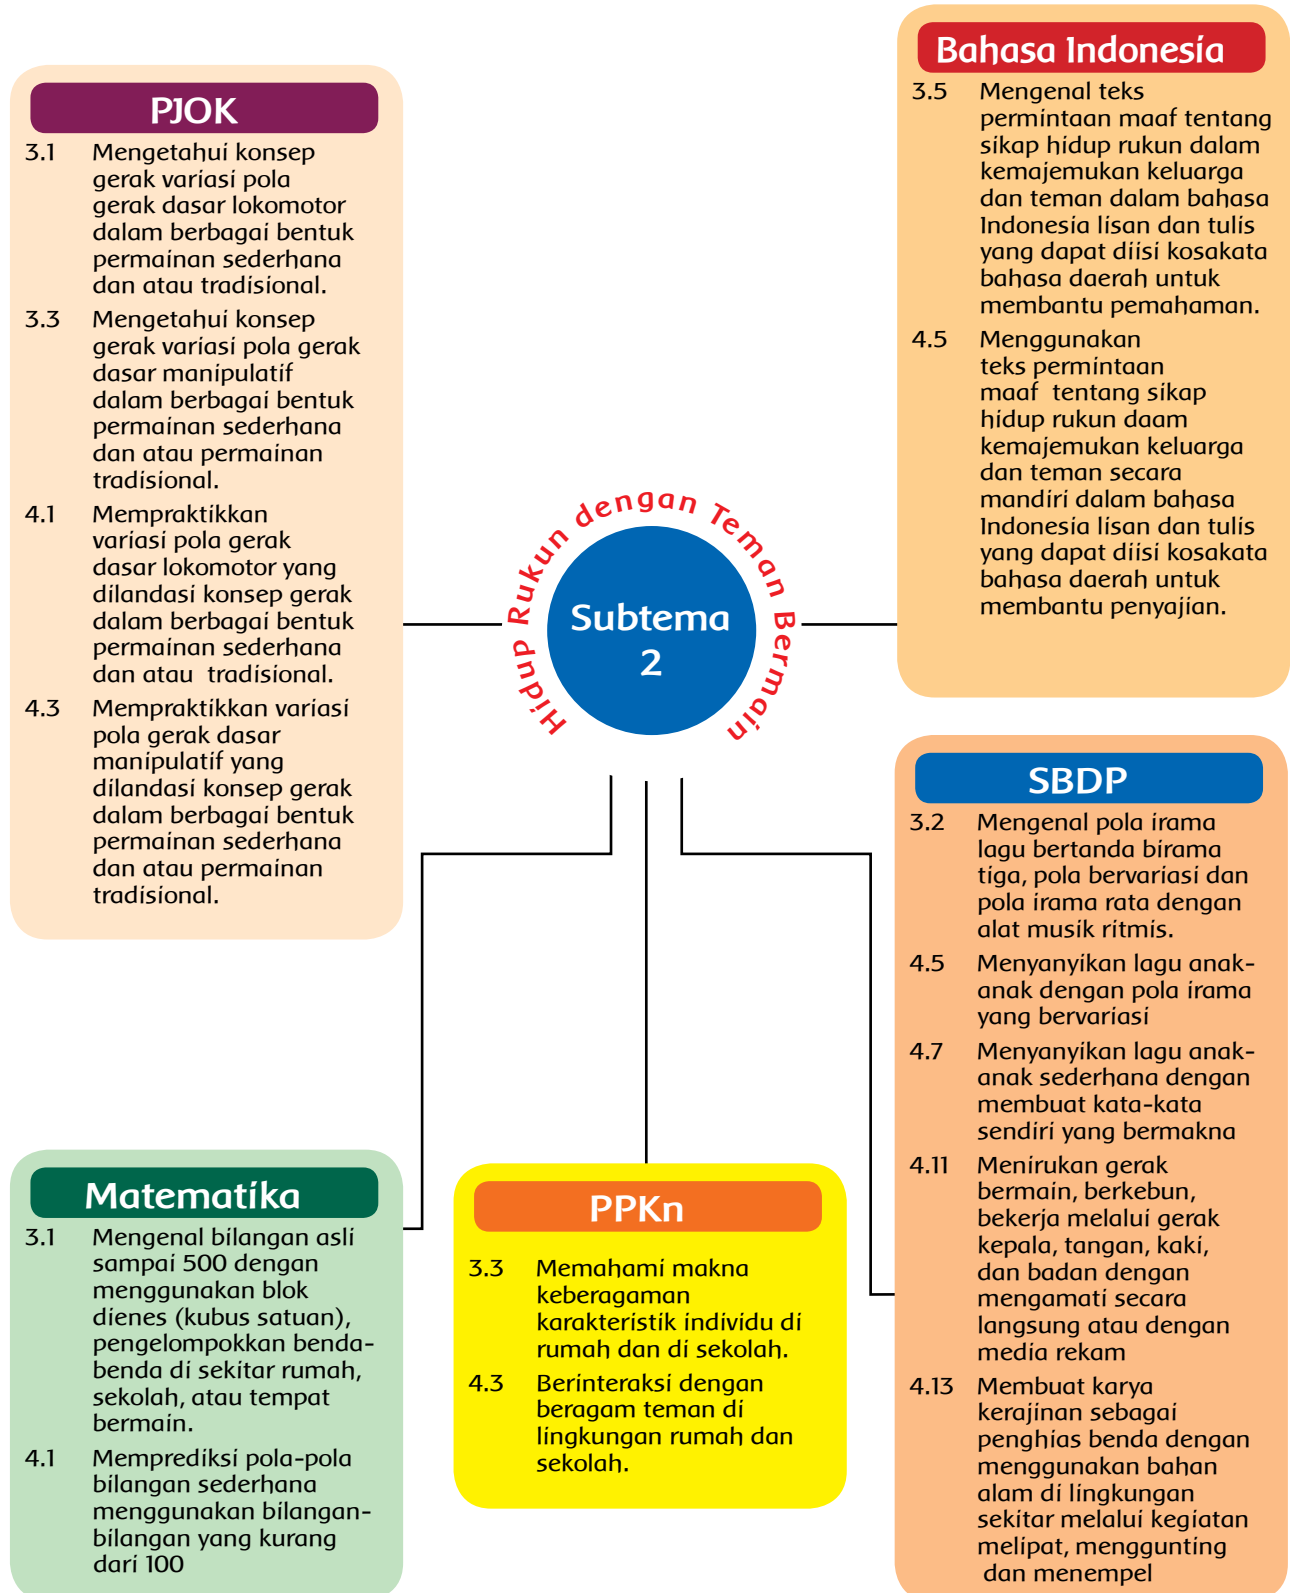 PJOK
3.1 Mengetahui konsep
gerak variasi pola
gerak dasar lokomotor
dalam berbagai bentuk
permainan sederhana
dan atau tradisional.
3.3 Mengetahui konsep
gerak variasi pola gerak
dasar manipulatif
dalam berbagai bentuk
permainan sederhana
dan atau permainan
tradisional.
4.1 Mempraktikkan
variasi pola gerak
dasar lokomotor yang
dilandasi konsep gerak
dalam berbagai bentuk
permainan sederhana
dan atau tradisional.
4.3 Mempraktikkan variasi
pola gerak dasar
manipulatif yang
dilandasi konsep gerak
dalam berbagai bentuk
permainan sederhana
dan atau permainan
tradisional.
Bahasa Indonesia
3.5 Mengenal teks
permintaan maaf tentang
sikap hidup rukun dalam
kemajemukan keluarga
dan teman dalam bahasa
Indonesia lisan dan tulis
yang dapat diisi kosakata
bahasa daerah untuk
membantu pemahaman.
4.5 Menggunakan
teks permintaan
maaf tentang sikap
hidup rukun daam
kemajemukan keluarga
dan teman secara
mandiri dalam bahasa
Indonesia lisan dan tulis
yang dapat diisi kosakata
bahasa daerah untuk
membantu penyajian.
Hidup Rukun dengan Teman Bermain
Subtema
2
SBDP
3.2 Mengenal pola irama
lagu bertanda birama
tiga, pola bervariasi dan
pola irama rata dengan
alat musik ritmis.
4.5 Menyanyikan lagu anak-
anak dengan pola irama
yang bervariasi
4.7 Menyanyikan lagu anak-
anak sederhana dengan
membuat kata-kata
sendiri yang bermakna
4.11 Menirukan gerak
bermain, berkebun,
bekerja melalui gerak
kepala, tangan, kaki,
dan badan dengan
mengamati secara
langsung atau dengan
media rekam
4.13 Membuat karya
kerajinan sebagai
penghias benda dengan
menggunakan bahan
alam di lingkungan
sekitar melalui kegiatan
melipat, menggunting
dan menempel
Matematika
3.1 Mengenal bilangan asli
sampai 500 dengan
menggunakan blok
dienes (kubus satuan),
pengelompokkan benda-
benda di sekitar rumah,
sekolah, atau tempat
bermain.
4.1 Memprediksi pola-pola
bilangan sederhana
menggunakan bilangan-
bilangan yang kurang
dari 100
PPKn
3.3 Memahami makna
keberagaman
karakteristik individu di
rumah dan di sekolah.
4.3 Berinteraksi dengan
beragam teman di
lingkungan rumah dan
sekolah.